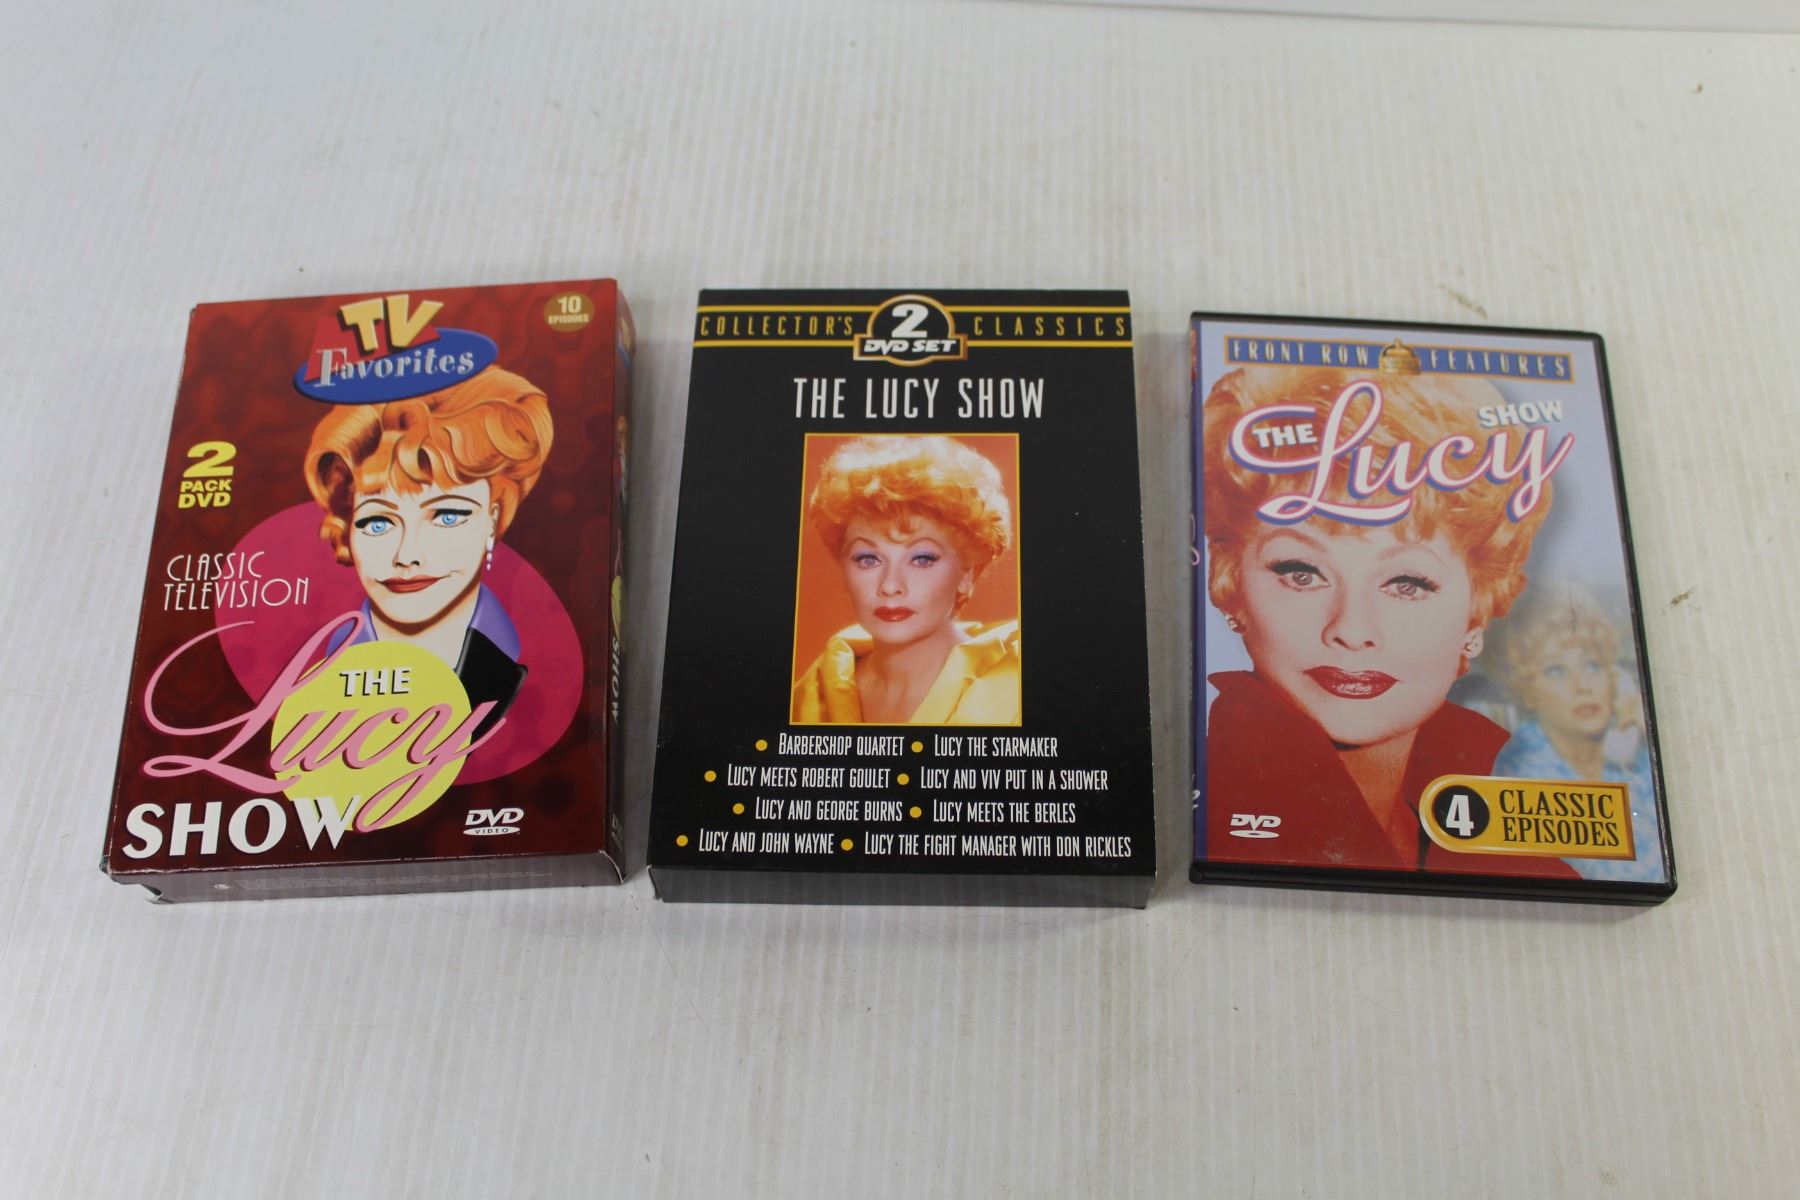 TV
Favorites
10
EPISODES
2
PACK
DVD
CLASSIC
TELEVISION
THE
Lucy
SHOW
DVD
VIDEO
SHOW
COLLECTOR'S 2 CLASSICS
DVD SET
THE LUCY SHOW
• BARBERSHOP QUARTET • LUCY THE STARMAKER
• LUCY MEETS ROBERT GOULET • LUCY AND VIV PUT IN A SHOWER
• LUCY AND GEORGE BURNS • LUCY MEETS THE BERLES
• LUCY AND JOHN WAYNE • LUCY THE FIGHT MANAGER WITH DON RICKLES
FRONT ROW FEATURES
THE Lucy SHOW
DVD
4 CLASSIC
EPISODES